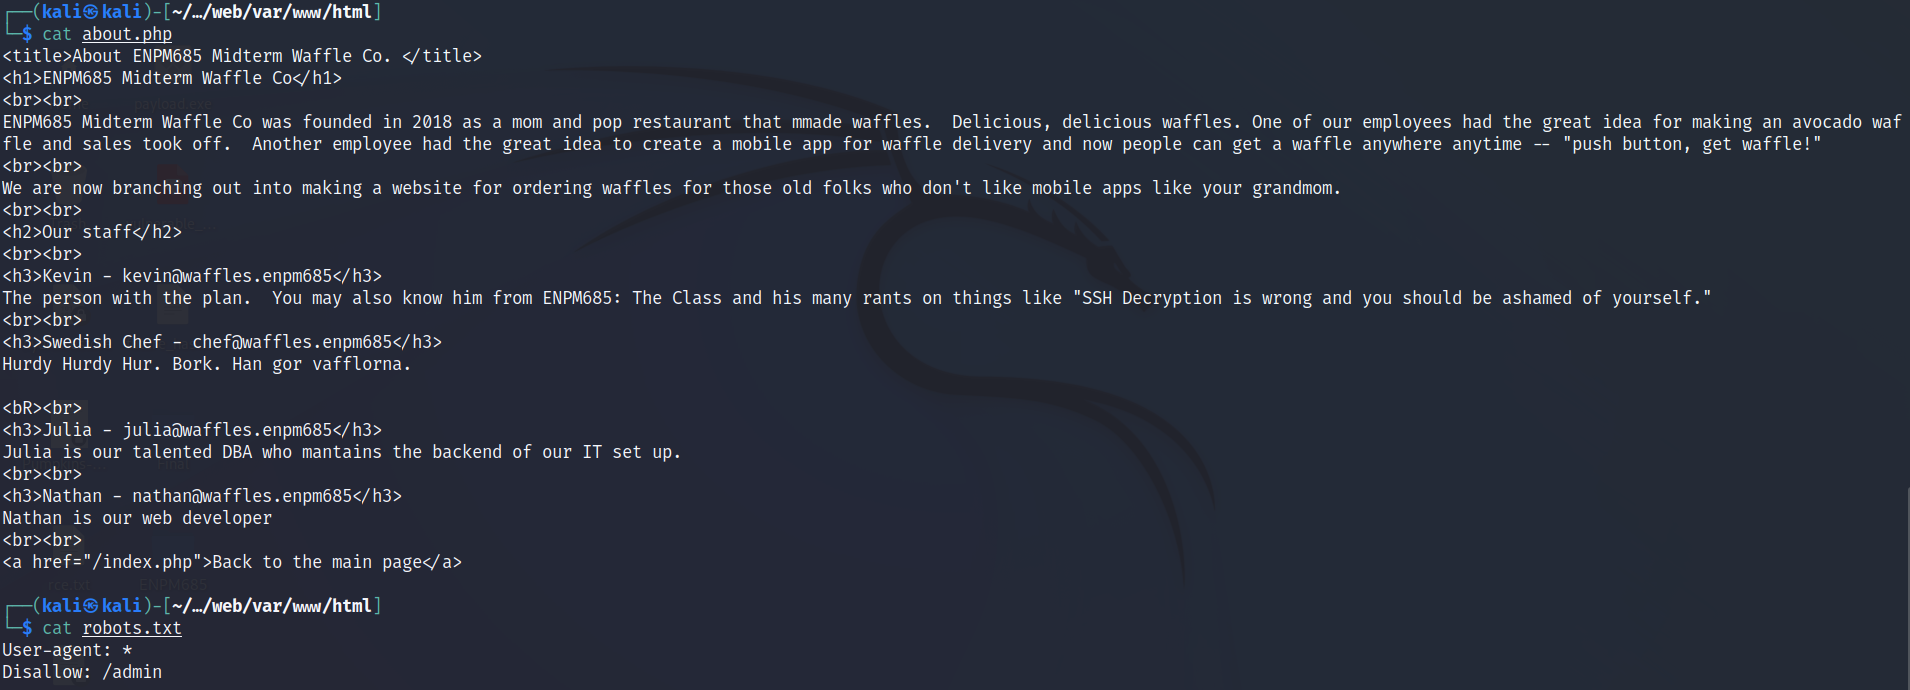 ┌──(kali㉿kali)-[~/…/web/var/www/html]
└─$ cat about.php
<title>About ENPM685 Midterm Waffle Co. </title>
<h1>ENPM685 Midterm Waffle Co</h1>
<br><br>
ENPM685 Midterm Waffle Co was founded in 2018 as a mom and pop restaurant that mmade waffles.  Delicious, delicious waffles. One of our employees had the great idea for making an avocado waf
fle and sales took off.  Another employee had the great idea to create a mobile app for waffle delivery and now people can get a waffle anywhere anytime -- "push button, get waffle!"
<br><br>
We are now branching out into making a website for ordering waffles for those old folks who don't like mobile apps like your grandmom.
<br><br>
<h2>Our staff</h2>
<br><br>
<h3>Kevin - kevin@waffles.enpm685</h3>
The person with the plan.  You may also know him from ENPM685: The Class and his many rants on things like "SSH Decryption is wrong and you should be ashamed of yourself."
<br><br>
<h3>Swedish Chef - chef@waffles.enpm685</h3>
Hurdy Hurdy Hur. Bork. Han gor vafflorna.
<bR><br>
<h3>Julia - julia@waffles.enpm685</h3>
Julia is our talented DBA who mantains the backend of our IT set up.
<br><br>
<h3>Nathan - nathan@waffles.enpm685</h3>
Nathan is our web developer
<br><br>
<a href="/index.php">Back to the main page</a>
┌──(kali㉿kali)-[~/…/web/var/www/html]
└─$ cat robots.txt
User-agent: *
Disallow: /admin